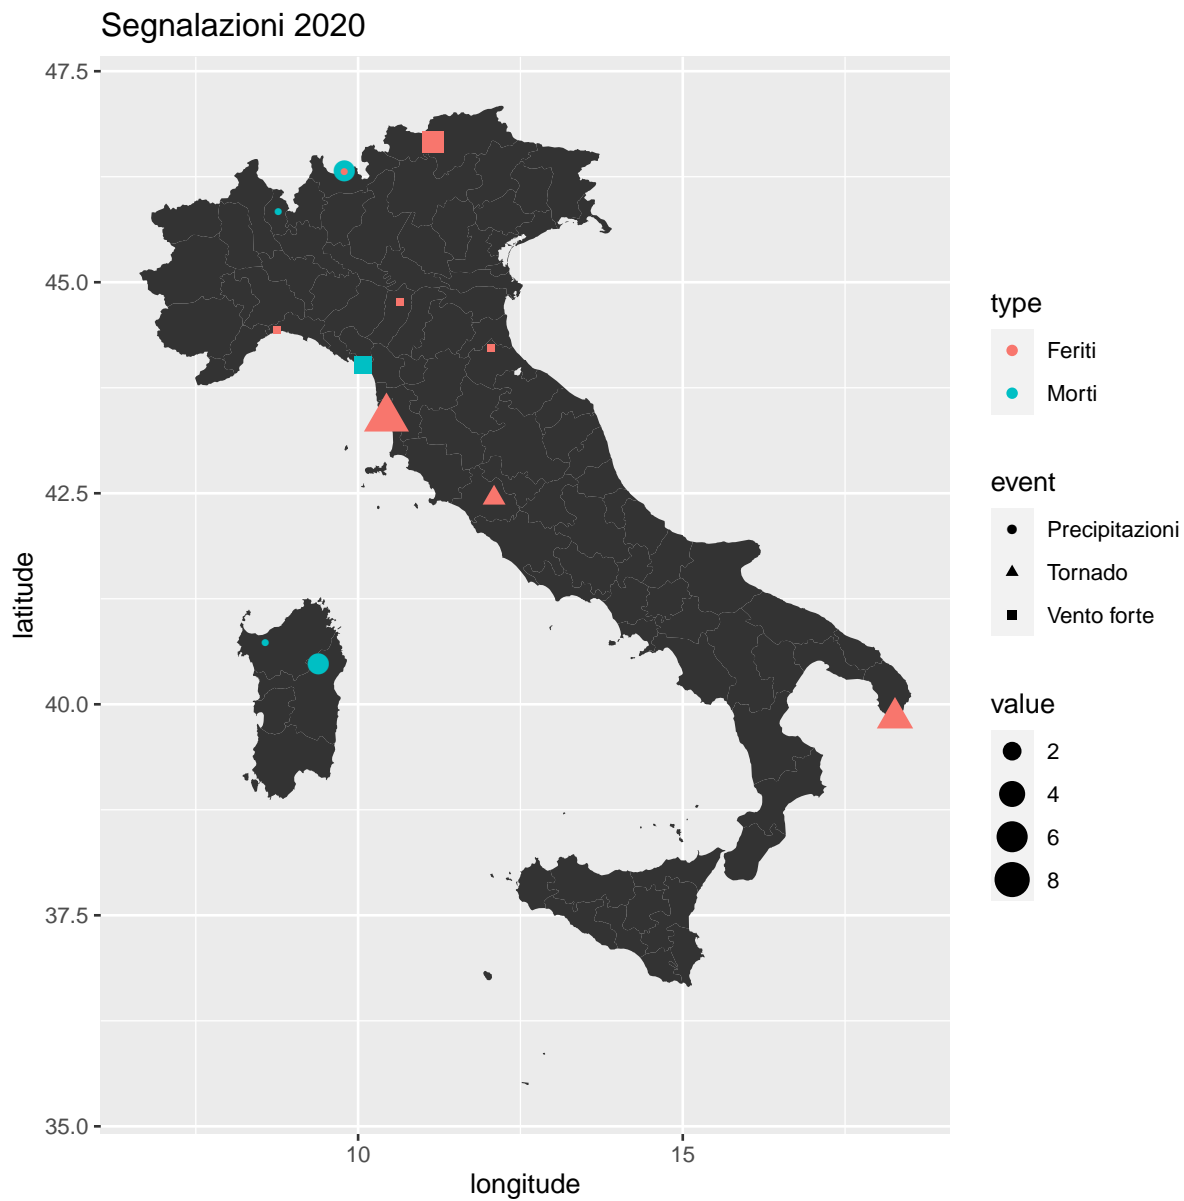 Segnalazioni 2020
47.5
45.0
42.5
40.0
37.5
35.0
latitude
10
15
longitude
type
Feriti
Morti
event
Precipitazioni
Tornado
Vento forte
value
2
4
6
8